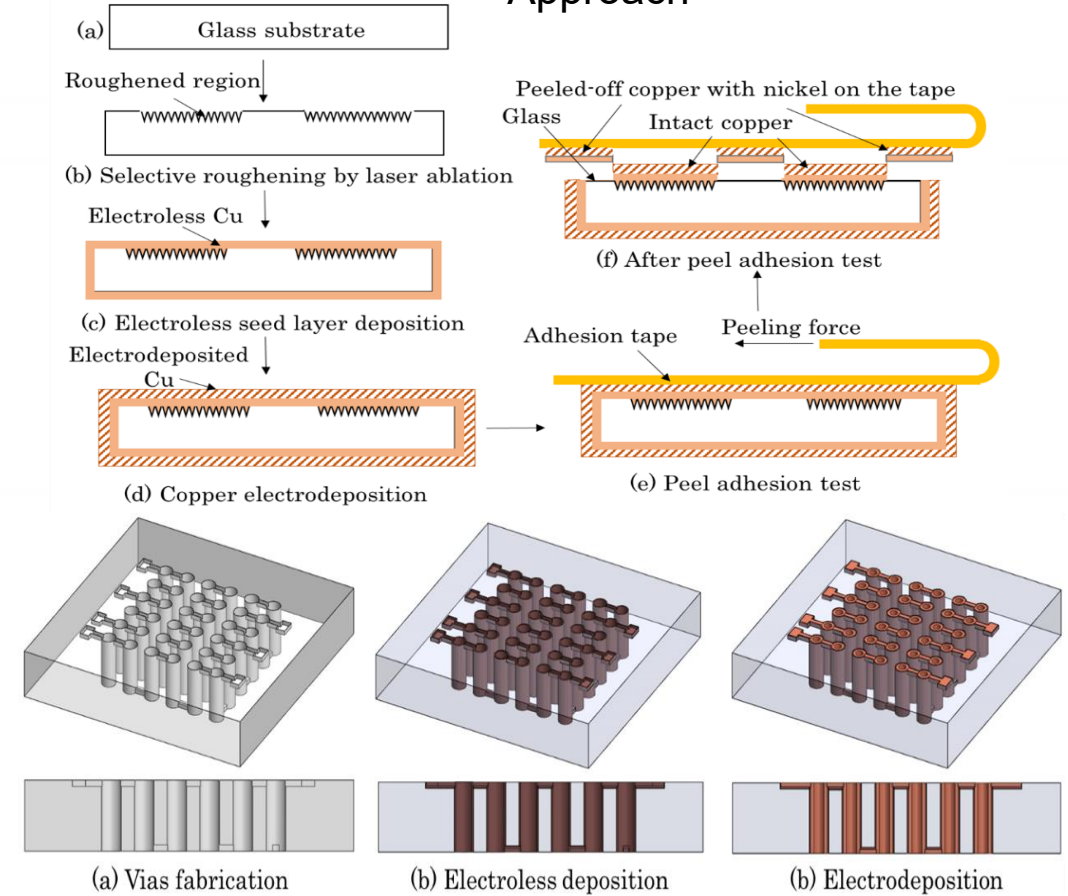 Approach
(a)
Glass substrate
Roughened region
(b) Selective roughening by laser ablation
Electroless Cu
(c) Electroless seed layer deposition
Electrodeposited
Cu
(d) Copper electrodeposition
Peeled-off copper with nickel on the tape
Glass
Intact copper
(f) After peel adhesion test
Adhesion tape
Peeling force
(e) Peel adhesion test
(a) Vias fabrication
(b) Electroless deposition
(b) Electrodeposition